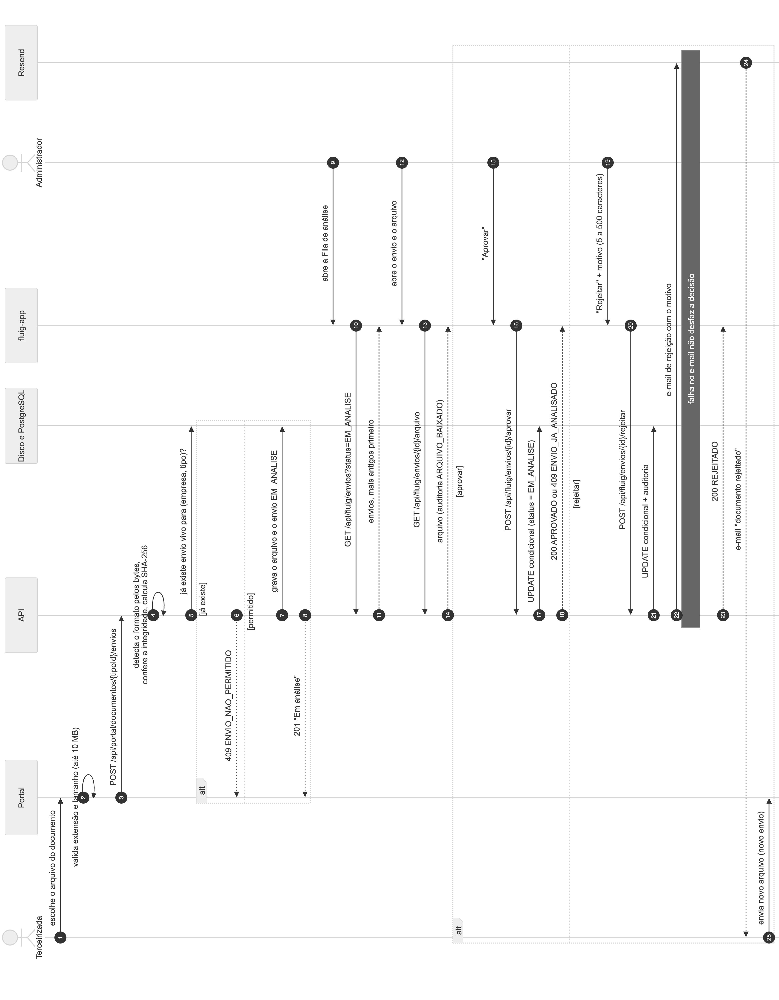 Terceirizada
Portal
API
Disco e PostgreSQL
fluig-app
Administrador
Resend
1
escolhe o arquivo do documento
2
valida extensão e tamanho (até 10 MB)
3
POST /api/portal/documentos/{tipoId}/envios
4
detecta o formato pelos bytes,
confere a integridade, calcula SHA-256
5
já existe envio vivo para (empresa, tipo)?
alt
[já existe]
6
409 ENVIO_NAO_PERMITIDO
[permitido]
7
grava o arquivo e o envio EM_ANALISE
8
201 "Em análise"
9
abre a Fila de análise
10
GET /api/fluig/envios?status=EM_ANALISE
11
envios, mais antigos primeiro
12
abre o envio e o arquivo
13
GET /api/fluig/envios/{id}/arquivo
14
arquivo (auditoria ARQUIVO_BAIXADO)
alt
[aprovar]
15
"Aprovar"
16
POST /api/fluig/envios/{id}/aprovar
17
UPDATE condicional (status = EM_ANALISE)
18
200 APROVADO ou 409 ENVIO_JA_ANALISADO
[rejeitar]
19
"Rejeitar" + motivo (5 a 500 caracteres)
20
POST /api/fluig/envios/{id}/rejeitar
21
UPDATE condicional + auditoria
22
e-mail de rejeição com o motivo
falha no e-mail não desfaz a decisão
23
200 REJEITADO
24
e-mail "documento rejeitado"
25
envia novo arquivo (novo envio)